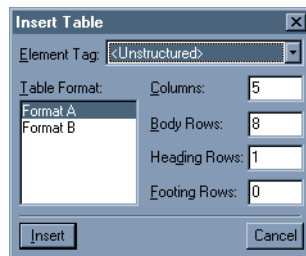 Insert Table
Element Tag: <Unstructured>
Table Format:
Format A
Format B
Columns: 5
Body Rows: 8
Heading Rows: 1
Footing Rows: 0
Insert
Cancel